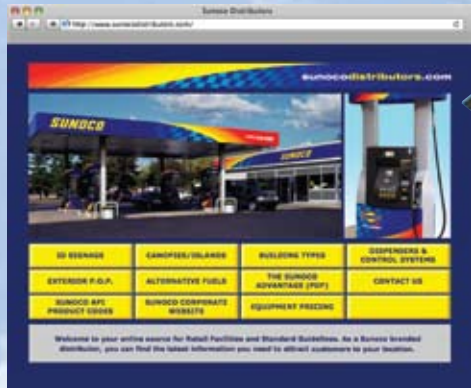 Sunoco Distributors
http://www.sunocodistributors.com/
sunocodistributors.com
SUNOCO
SUNOCO
ID SIGNAGE
CANOPIES/ISLANDS
BUILDING TYPES
DISPENSERS &
CONTROL SYSTEMS
EXTERIOR P.O.P.
ALTERNATIVE FUELS
THE SUNOCO
ADVANTAGE (PDF)
CONTACT US
SUNOCO API
PRODUCT CODES
SUNOCO CORPORATE
WEBSITE
EQUIPMENT PRICING
Welcome to your online source for Retail Facilities and Standard Guidelines. As a Sunoco branded
distributor, you can find the latest information you need to attract customers to your location.